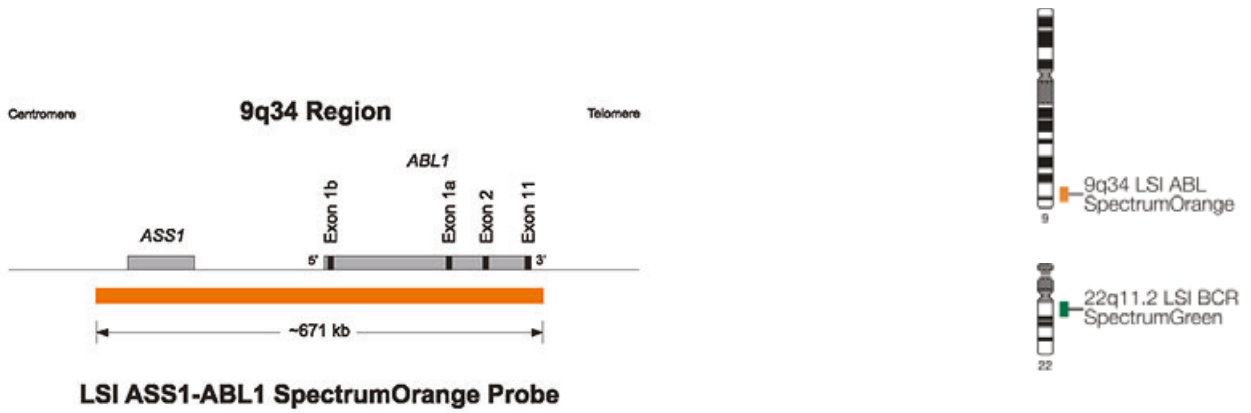 9q34 Region
Centromere
Telomere
ABL1
Exon 1b
Exon 1a
Exon 2
Exon 11
ASS1
5'
3'
~671 kb
LSI ASS1-ABL1 SpectrumOrange Probe
9q34 LSI ABL
SpectrumOrange
9
22q11.2 LSI BCR
SpectrumGreen
22